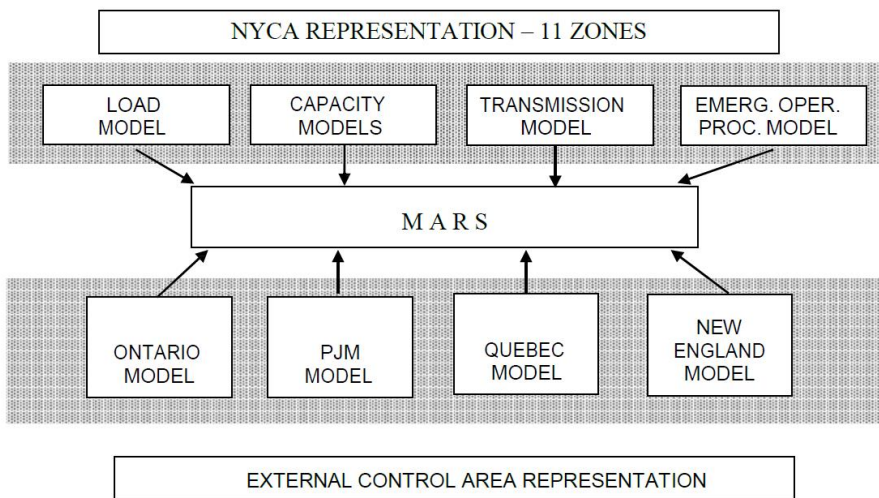 NYCA REPRESENTATION – 11 ZONES
LOAD
MODEL
CAPACITY
MODELS
TRANSMISSION
MODEL
EMERG. OPER.
PROC. MODEL
M A R S
ONTARIO
MODEL
PJM
MODEL
QUEBEC
MODEL
NEW
ENGLAND
MODEL
EXTERNAL CONTROL AREA REPRESENTATION